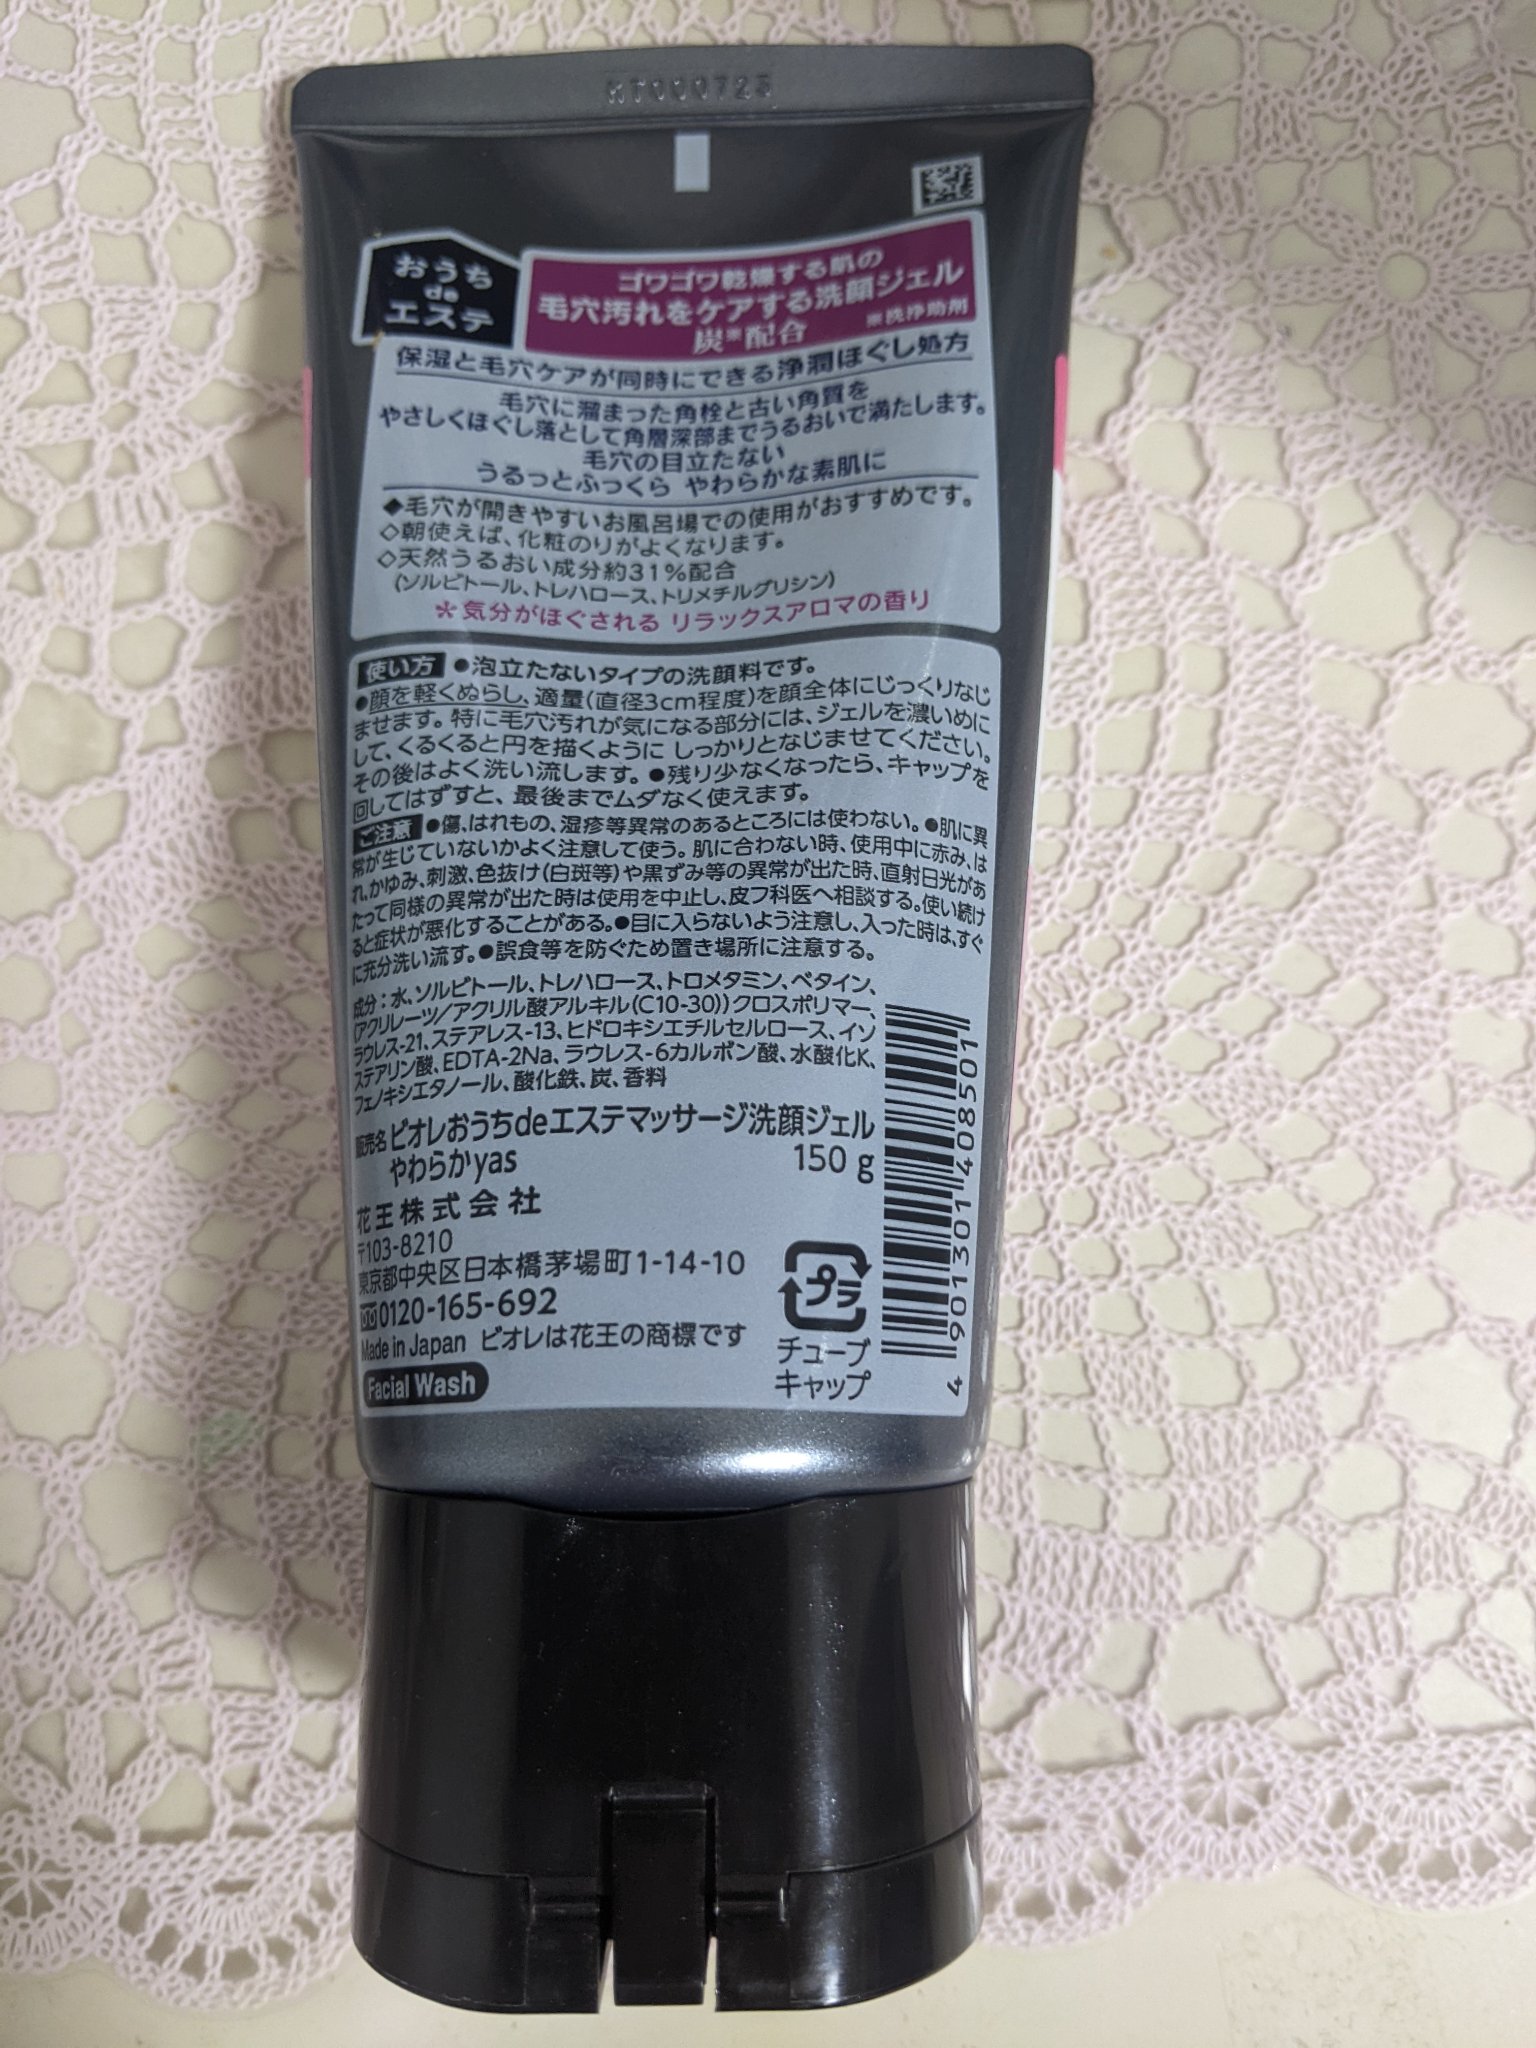 KT000723
おうち
de
エステ
ゴワゴワ乾燥する肌の
毛穴汚れをケアする洗顔ジェル
炭※配合 ※洗浄助剤
保湿と毛穴ケアが同時にできる浄潤ほぐし処方
毛穴に溜まった角栓と古い角質を
やさしくほぐし落として角層深部までうるおいで満たします。
毛穴の目立たない
うるっとふっくら やわらかな素肌に
◆毛穴が開きやすいお風呂場での使用がおすすめです。
◇朝使えば、化粧のりがよくなります。
◇天然うるおい成分約31%配合
(ソルビトール、トレハロース、トリメチルグリシン)
＊気分がほぐされる リラックスアロマの香り
使い方 ●泡立たないタイプの洗顔料です。
●顔を軽くぬらし、適量(直径3cm程度)を顔全体にじっくりなじ
ませます。特に毛穴汚れが気になる部分には、ジェルを濃いめに
して、くるくると円を描くように しっかりとなじませてください。
その後はよく洗い流します。●残り少なくなったら、キャップを
回してはずすと、最後までムダなく使えます。
ご注意 ●傷、はれもの、湿疹等異常のあるところには使わない。●肌に異
常が生じていないかよく注意して使う。肌に合わない時、使用中に赤み、は
れ、かゆみ、刺激、色抜け(白斑等)や黒ずみ等の異常が出た時、直射日光があ
たって同様の異常が出た時は使用を中止し、皮フ科医へ相談する。使い続け
ると症状が悪化することがある。●目に入らないよう注意し、入った時は、すぐ
に充分洗い流す。●誤食等を防ぐため置き場所に注意する。
成分：水、ソルビトール、トレハロース、トロメタミン、ベタイン、
(アクリレーツ/アクリル酸アルキル(C10-30))クロスポリマー、
ラウレス-21、ステアレス-13、ヒドロキシエチルセルロース、イソ
ステアリン酸、EDTA-2Na、ラウレス-6カルボン酸、水酸化K、
フェノキシエタノール、酸化鉄、炭、香料
販売名 ビオレおうちdeエステマッサージ洗顔ジェル
やわらかyas 150 g
花王株式会社
〒103-8210
東京都中央区日本橋茅場町1-14-10
0120-165-692
Made in Japan ビオレは花王の商標です
Facial Wash
プラ
チューブ
キャップ
4 901301 408501